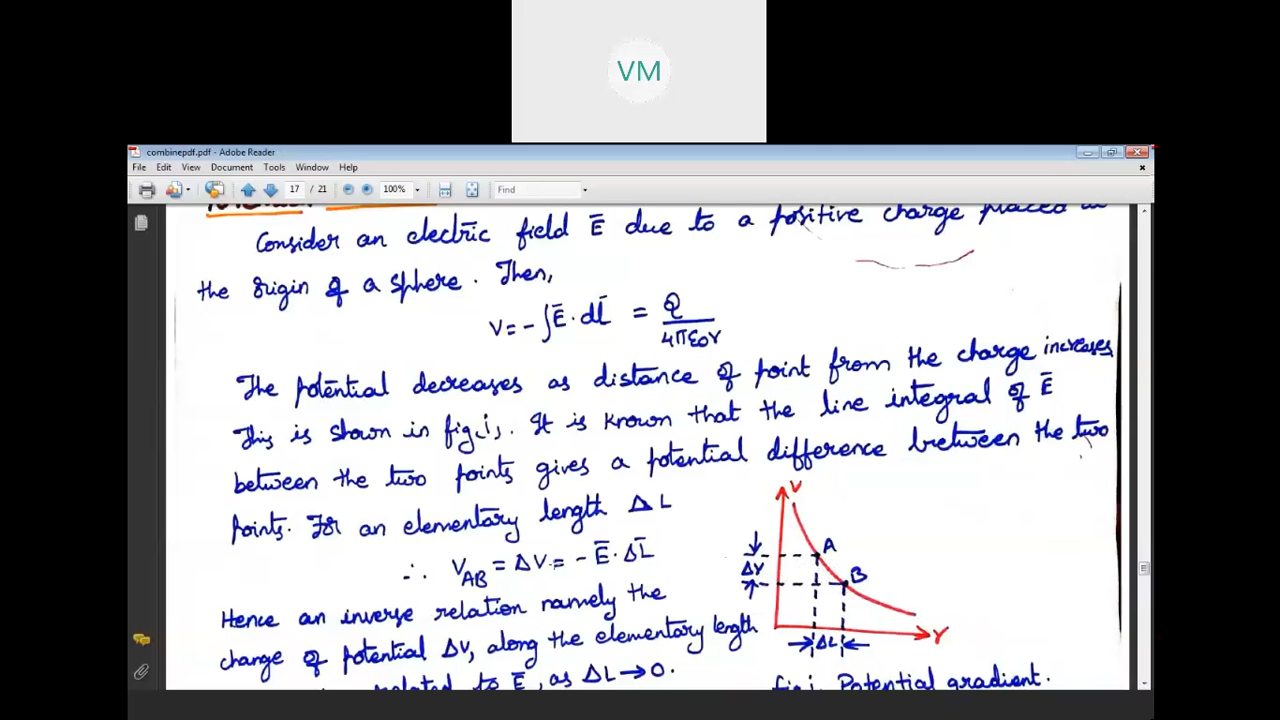 VM
combinepdf.pdf - Adobe Reader
File Edit View Document Tools Window Help
17 / 21 100% Find
Consider an electric field E̅ due to a positive charge placed
the origin of a sphere. Then,
V = - ∫E̅. dl̅ = Q / 4πε0r
The potential decreases as distance of point from the charge increases
This is shown in fig.i,. It is known that the line integral of E̅
between the two points gives a potential difference between the two
points. For an elementary length ΔL
∴ VAB = ΔV = - E̅. ΔL̅
Hence an inverse relation namely the
change of potential ΔV, along the elementary length
related to E̅, as ΔL → 0.
V
A
ΔV
B
ΔL
r
fig i. Potential gradient.